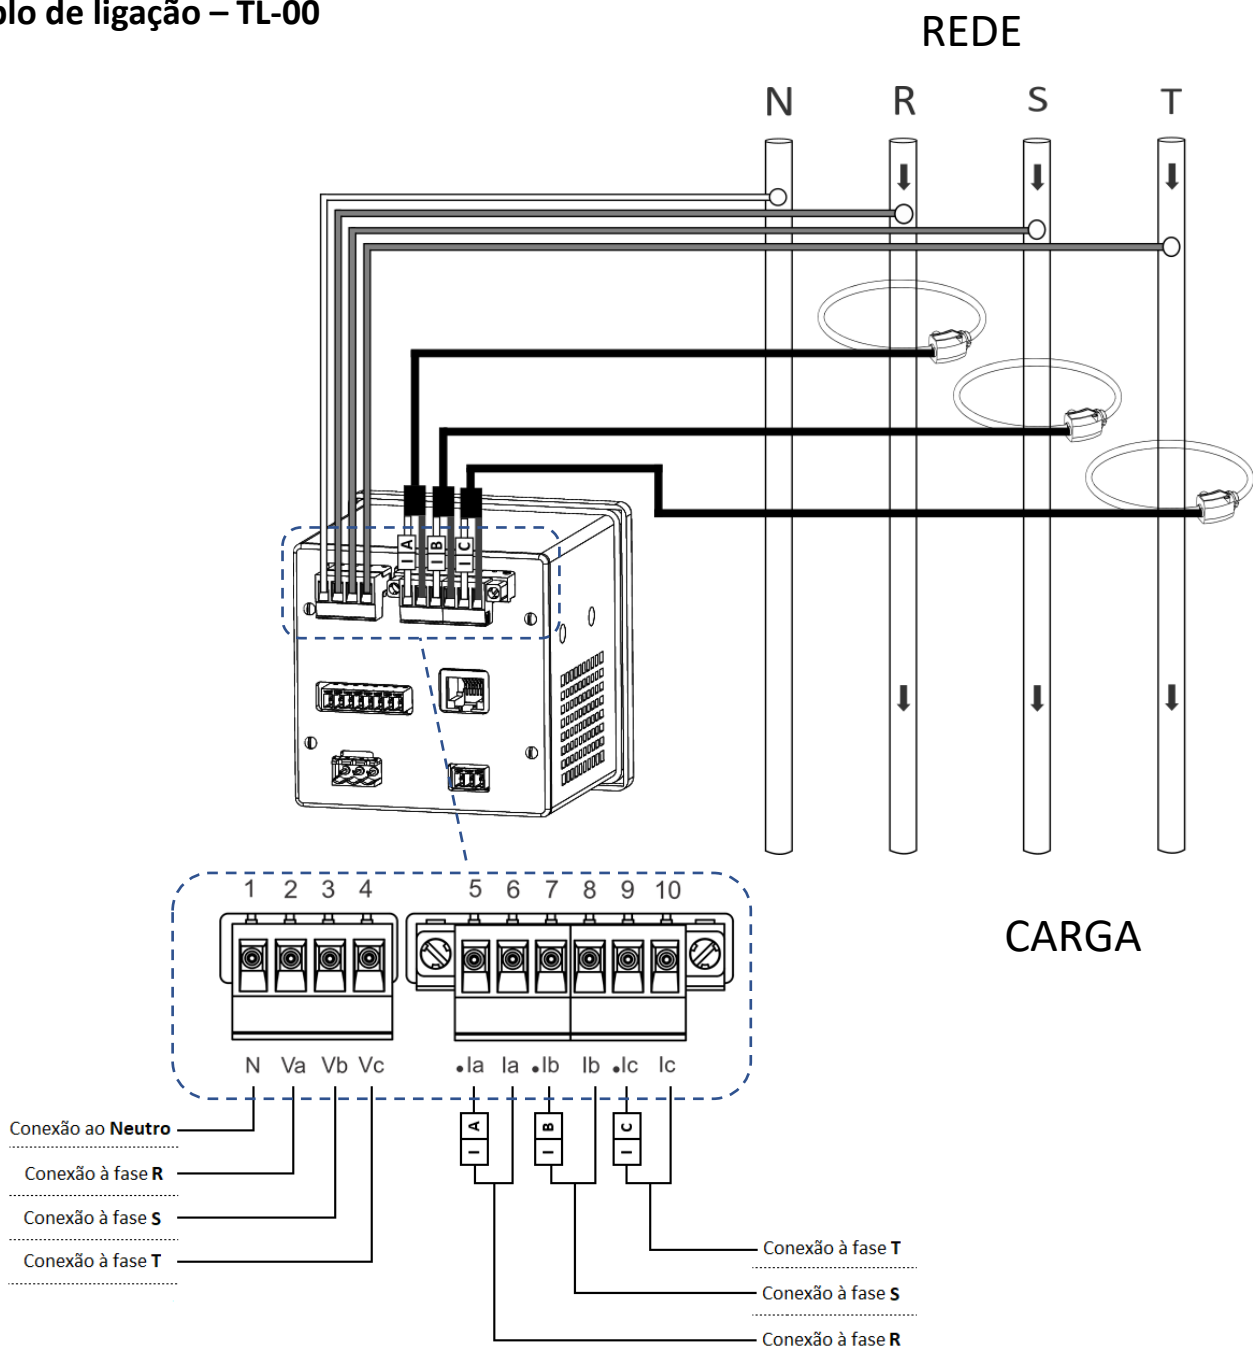 plo de ligação – TL-00
REDE
N R S T
I A I B I C
1 2 3 4 5 6 7 8 9 10
CARGA
N Va Vb Vc •Ia Ia •Ib Ib •Ic Ic
I A I B I C
Conexão ao Neutro
Conexão à fase R
Conexão à fase S
Conexão à fase T
Conexão à fase T
Conexão à fase S
Conexão à fase R